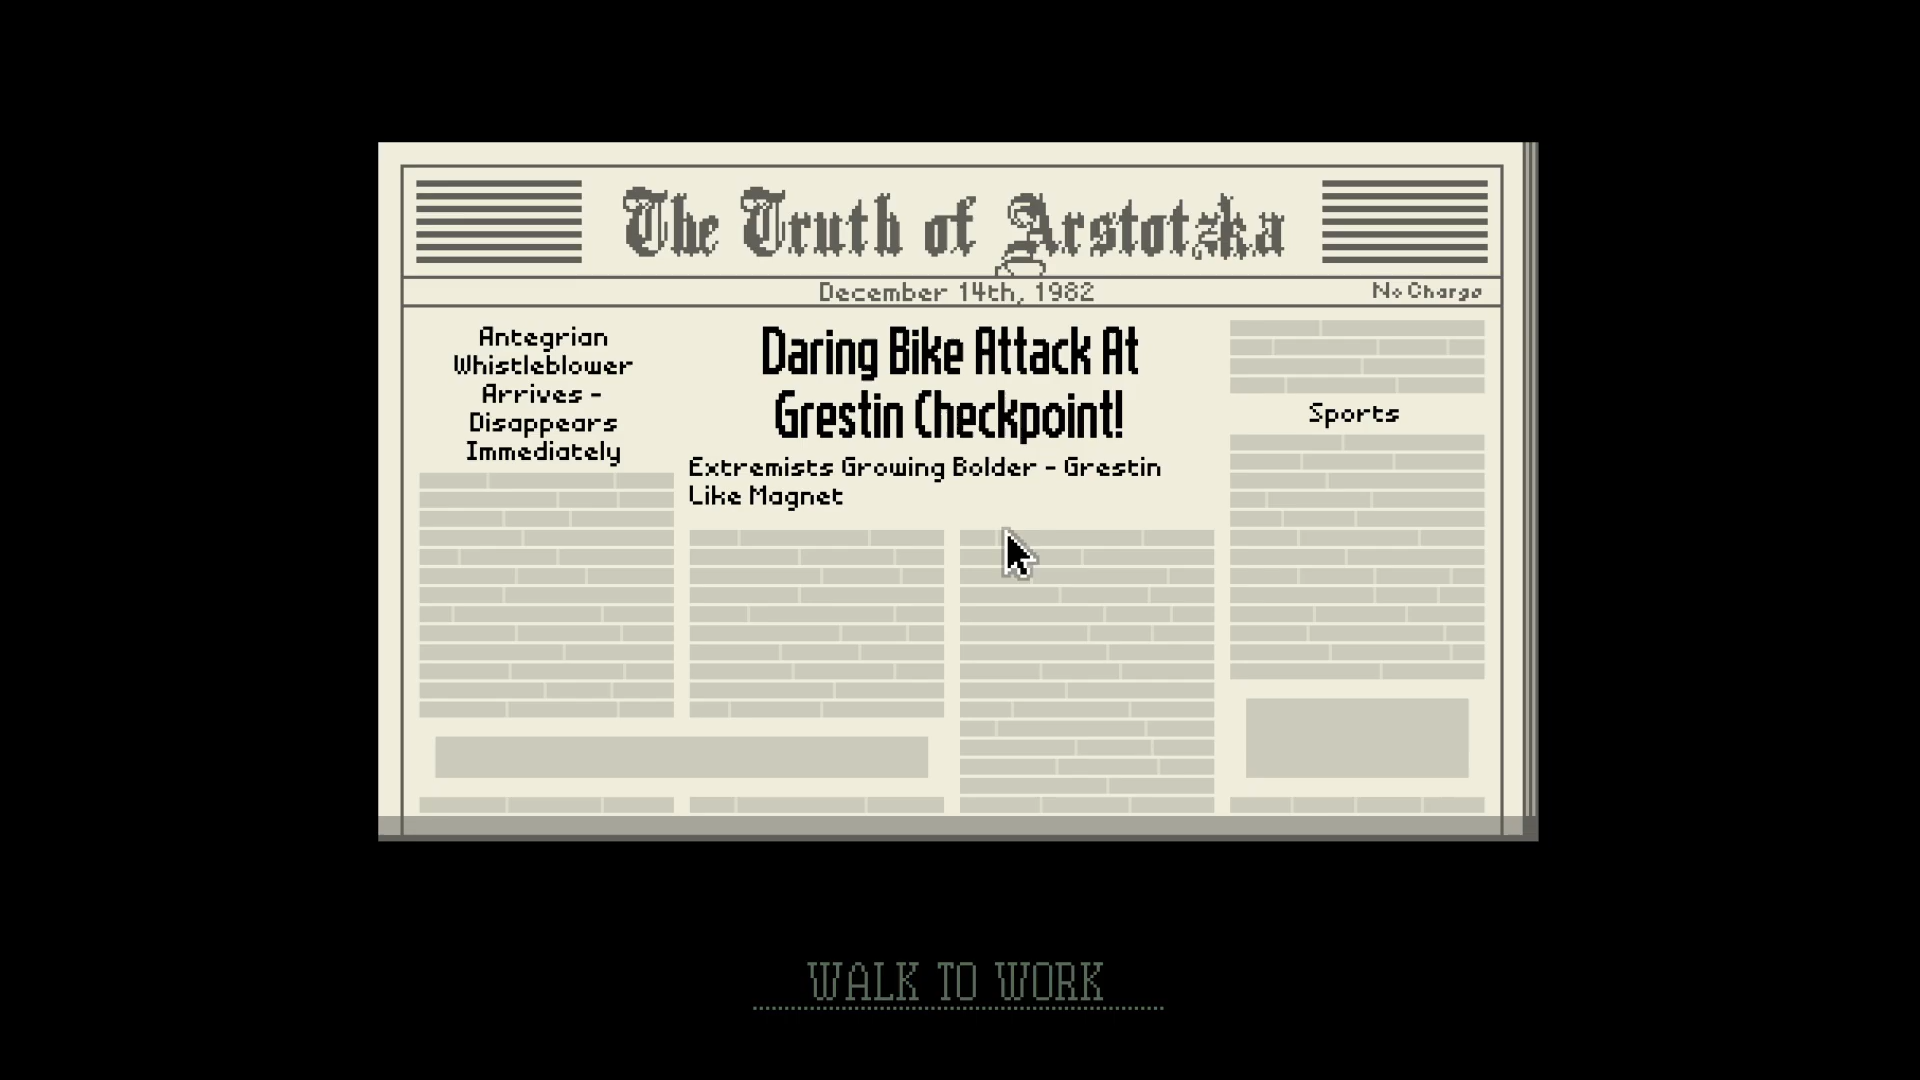 The Truth of Arstotzka
December 14th, 1982
No Charge
Antegrian
Whistleblower
Arrives -
Disappears
Immediately
Daring Bike Attack At
Grestin Checkpoint!
Extremists Growing Bolder - Grestin
Like Magnet
Sports
WALK TO WORK